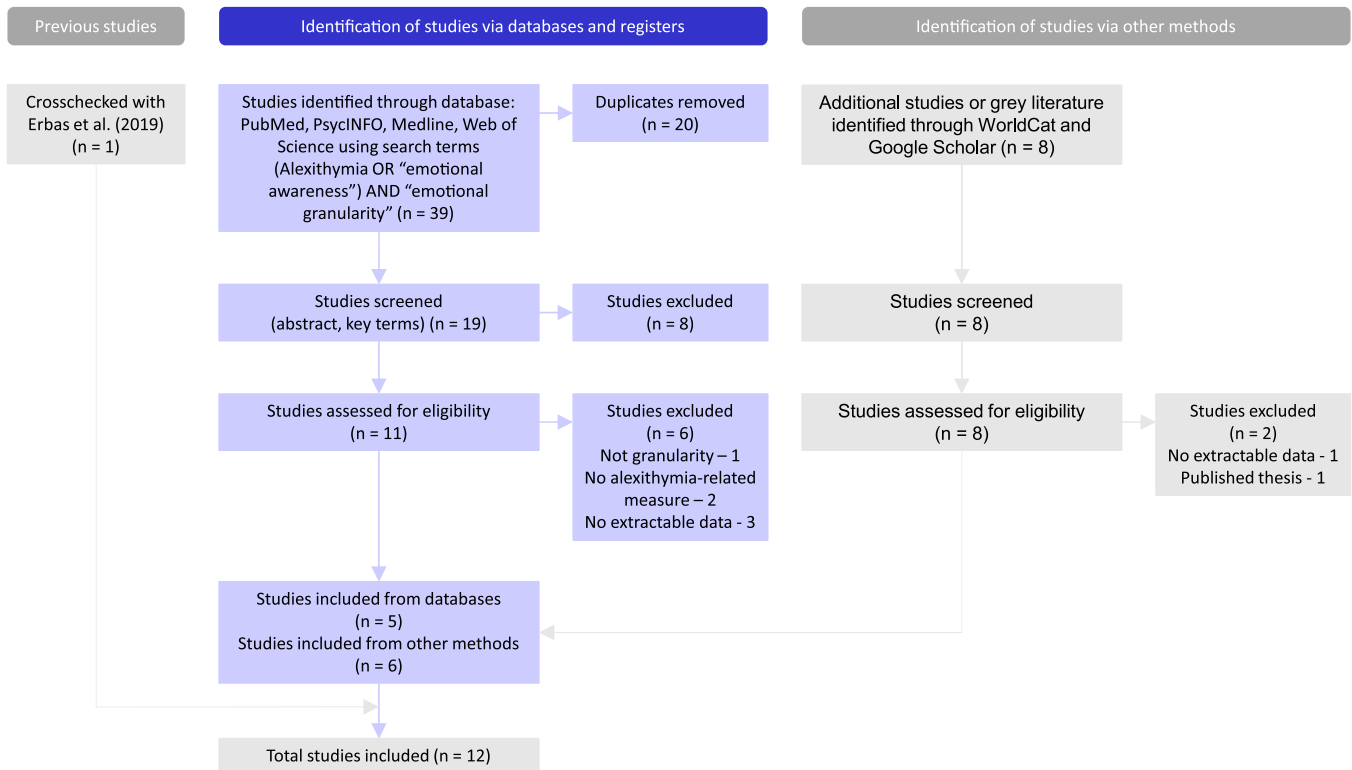 Previous studies
Identification of studies via databases and registers
Identification of studies via other methods
Crosschecked with
Erbas et al. (2019)
(n = 1)
Studies identified through database:
PubMed, PsycINFO, Medline, Web of
Science using search terms
(Alexithymia OR “emotional
awareness”) AND “emotional
granularity” (n = 39)
Duplicates removed
(n = 20)
Additional studies or grey literature
identified through WorldCat and
Google Scholar (n = 8)
Studies screened
(abstract, key terms) (n = 19)
Studies excluded
(n = 8)
Studies screened
(n = 8)
Studies assessed for eligibility
(n = 11)
Studies excluded
(n = 6)
Not granularity – 1
No alexithymia-related
measure – 2
No extractable data - 3
Studies assessed for eligibility
(n = 8)
Studies excluded
(n = 2)
No extractable data - 1
Published thesis - 1
Studies included from databases
(n = 5)
Studies included from other methods
(n = 6)
Total studies included (n = 12)